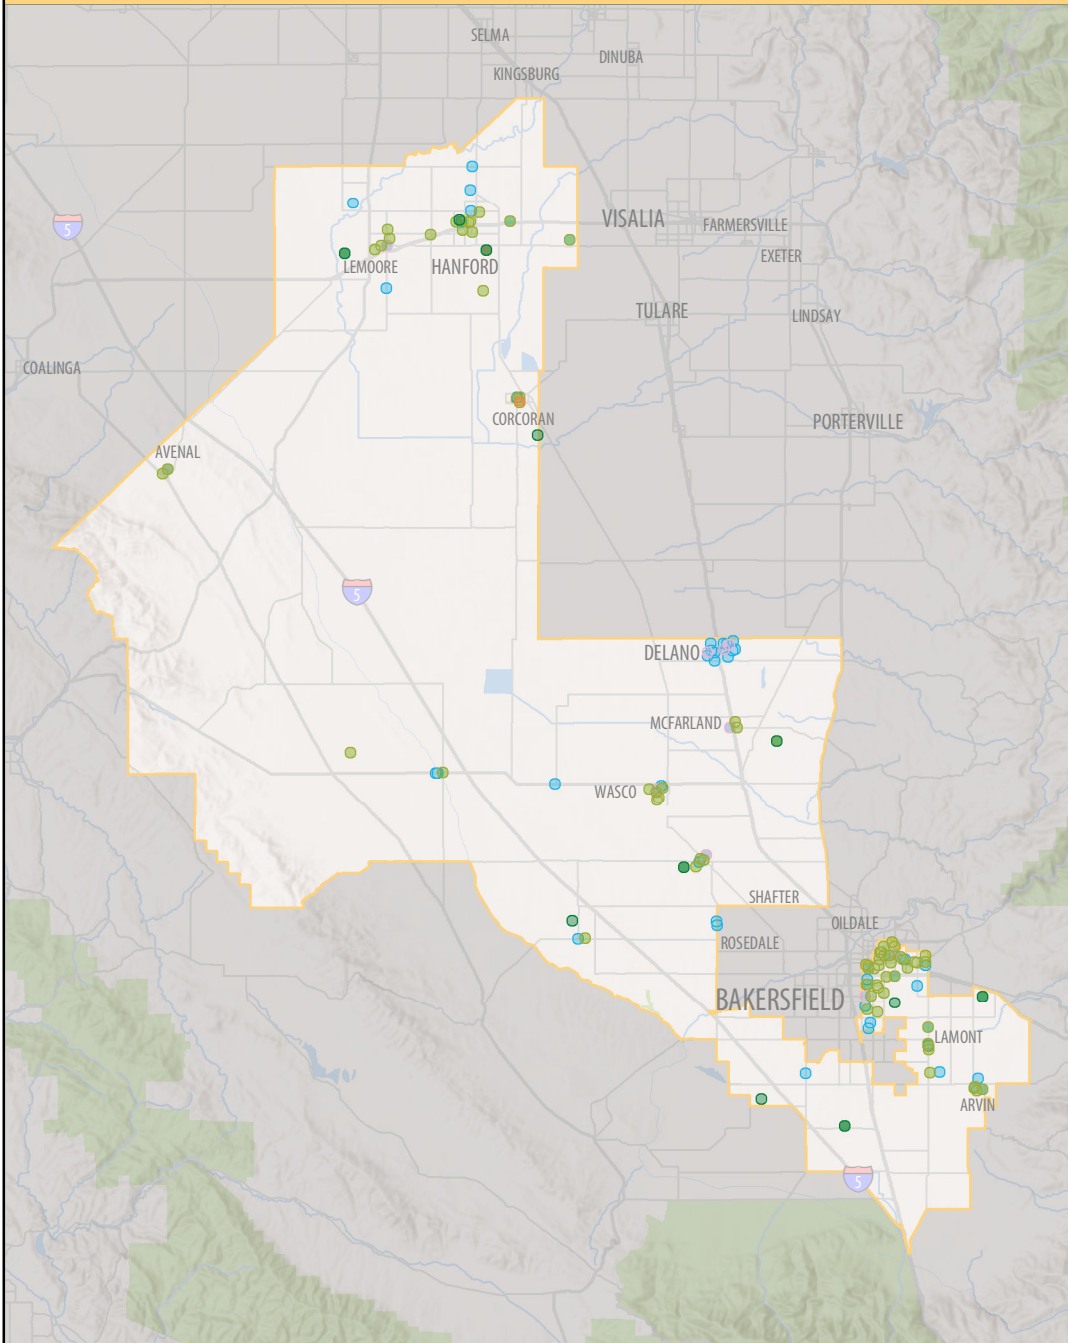 SELMA
DINUBA
KINGSBURG
5
VISALIA
FARMERSVILLE
EXETER
LEMOORE
HANFORD
TULARE
LINDSAY
COALINGA
CORCORAN
PORTERVILLE
AVENAL
5
DELANO
MCFARLAND
WASCO
SHAFTER
OILDALE
ROSEDALE
BAKERSFIELD
LAMONT
ARVIN
5